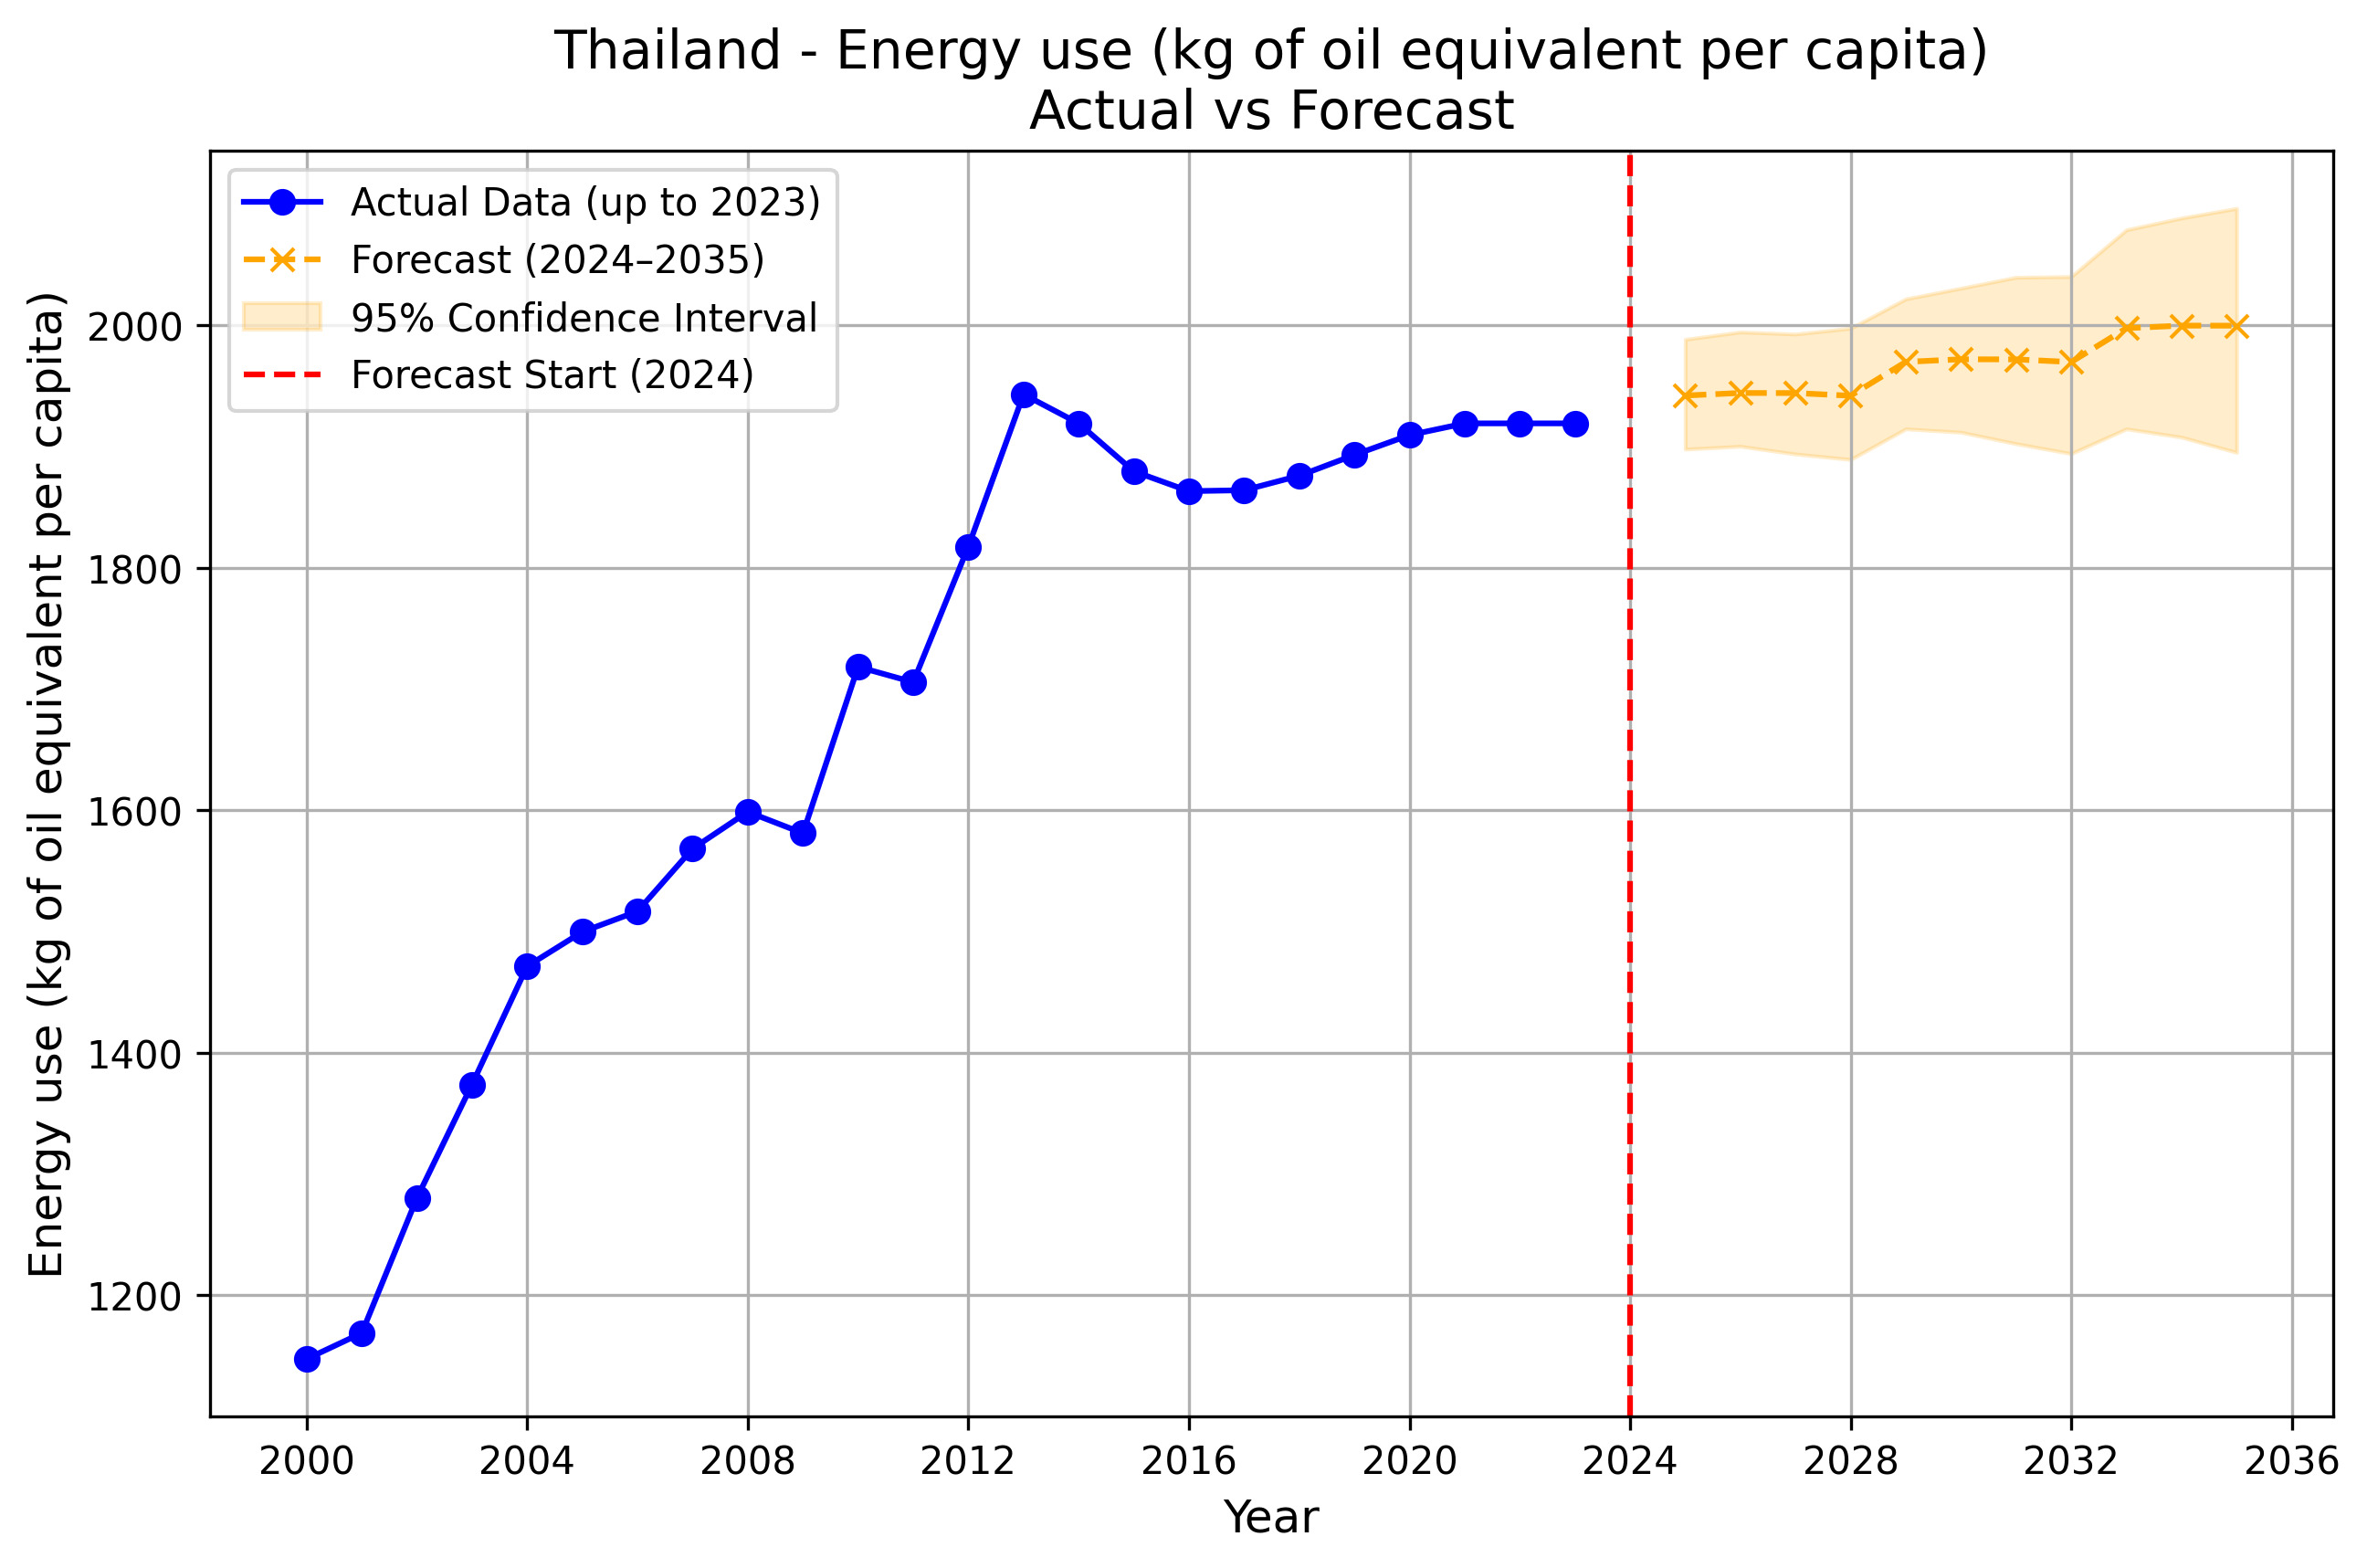 Thailand - Energy use (kg of oil equivalent per capita)
Actual vs Forecast
Actual Data (up to 2023)
Forecast (2024–2035)
95% Confidence Interval
Forecast Start (2024)
Energy use (kg of oil equivalent per capita)
2000
1800
1600
1400
1200
2000 2004 2008 2012 2016 2020 2024 2028 2032 2036
Year